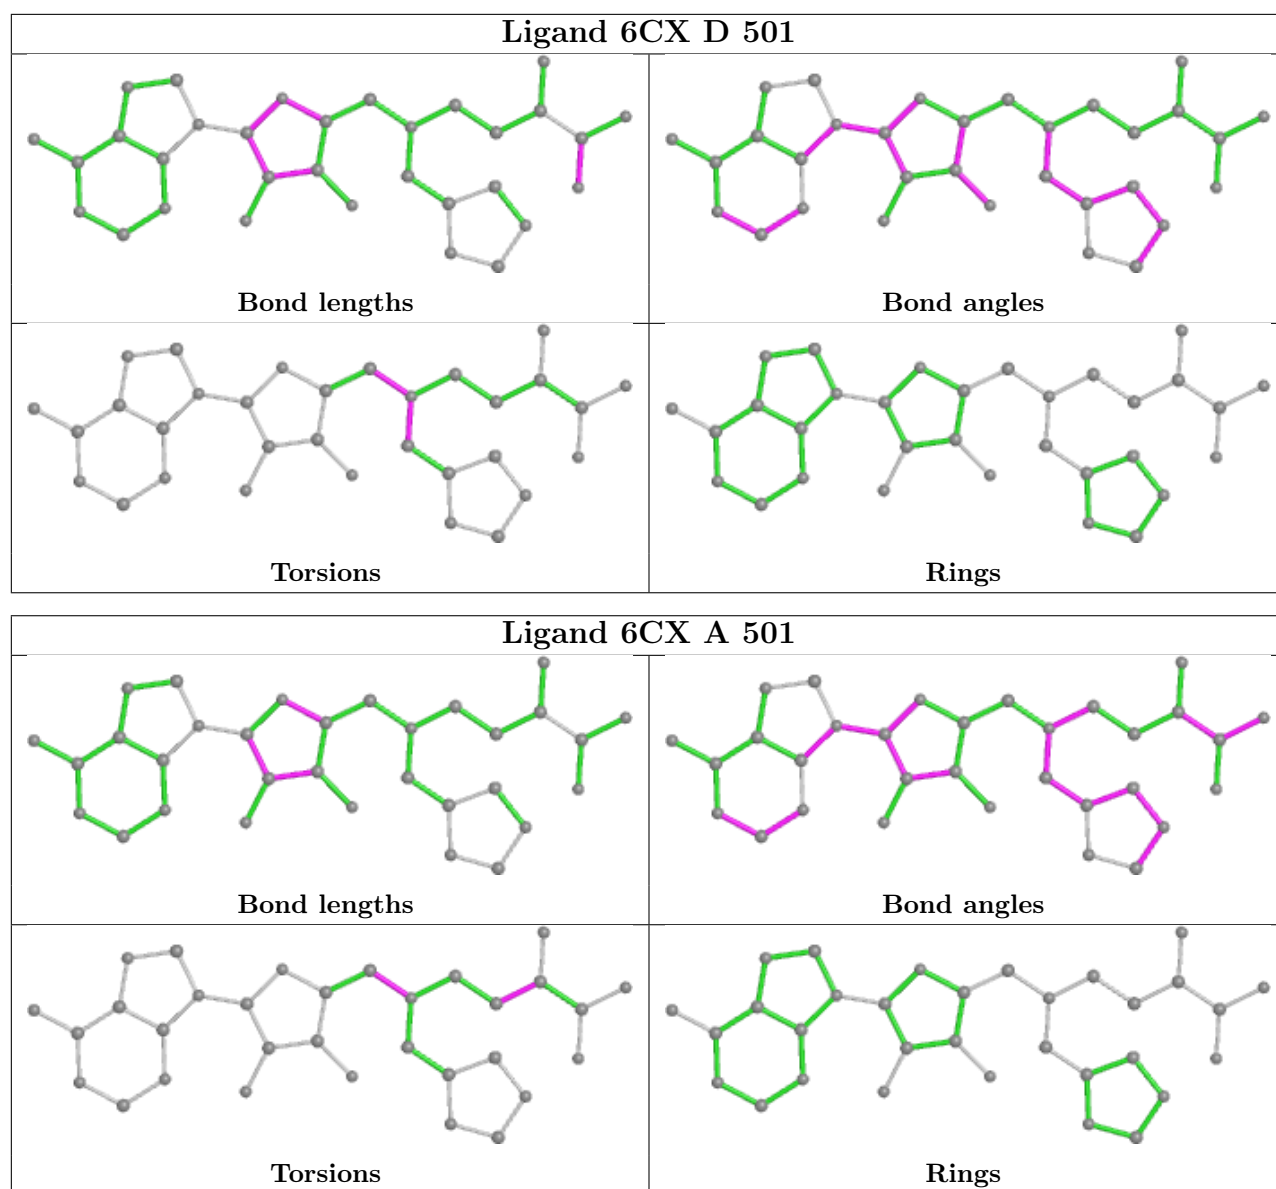 Ligand 6CX D 501
Bond lengths
Bond angles
Torsions
Rings
Ligand 6CX A 501
Bond lengths
Bond angles
Torsions
Rings